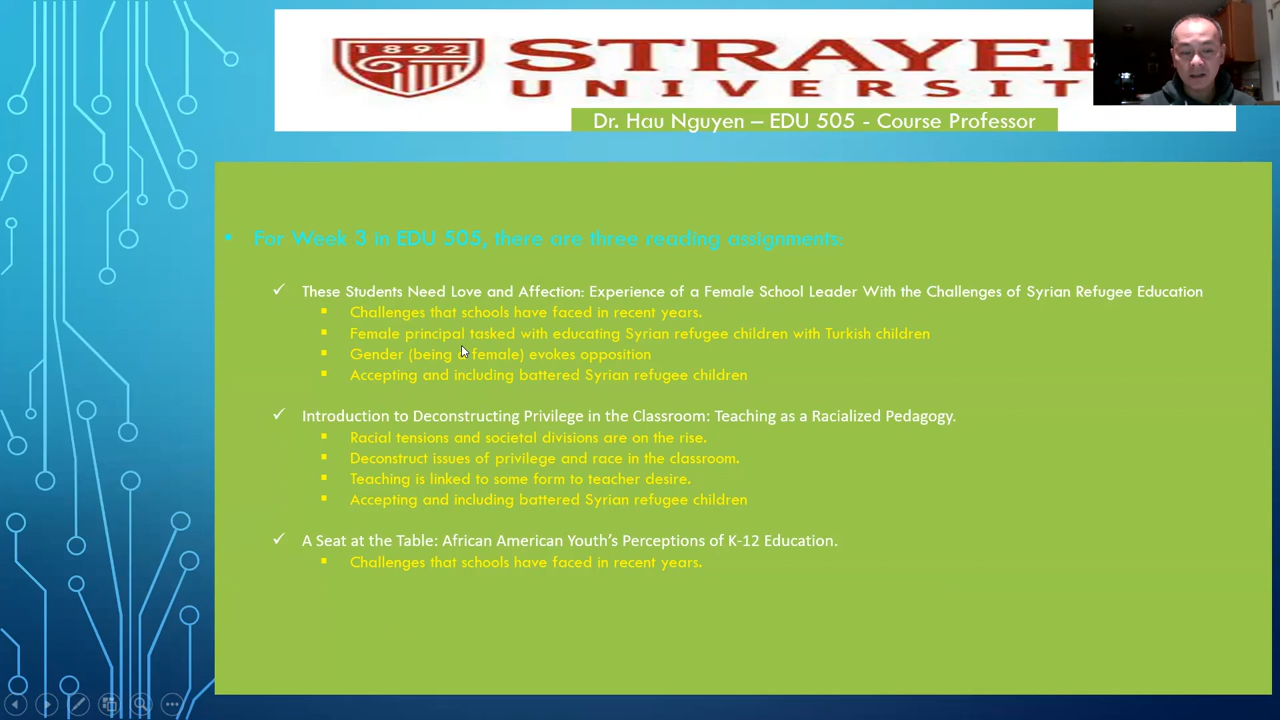 1892
STRAYER
UNIVERSIT
Dr. Hau Nguyen – EDU 505 - Course Professor
• For Week 3 in EDU 505, there are three reading assignments:
✓ These Students Need Love and Affection: Experience of a Female School Leader With the Challenges of Syrian Refugee Education
▪ Challenges that schools have faced in recent years.
▪ Female principal tasked with educating Syrian refugee children with Turkish children
▪ Gender (being a female) evokes opposition
▪ Accepting and including battered Syrian refugee children
✓ Introduction to Deconstructing Privilege in the Classroom: Teaching as a Racialized Pedagogy.
▪ Racial tensions and societal divisions are on the rise.
▪ Deconstruct issues of privilege and race in the classroom.
▪ Teaching is linked to some form to teacher desire.
▪ Accepting and including battered Syrian refugee children
✓ A Seat at the Table: African American Youth’s Perceptions of K-12 Education.
▪ Challenges that schools have faced in recent years.